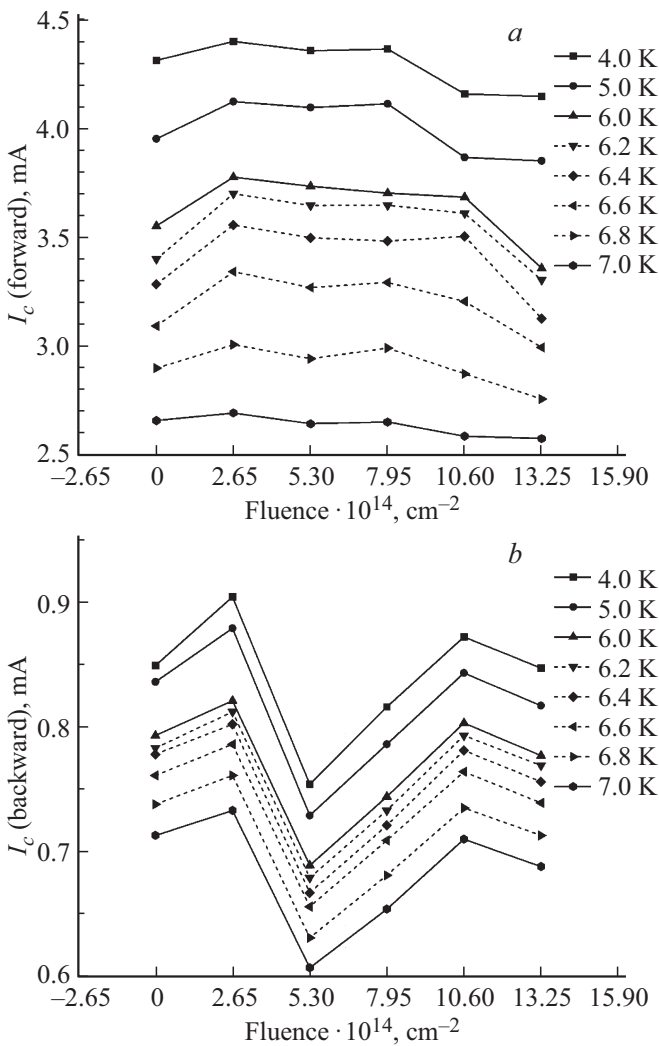 4.5
a
4.0 K
5.0 K
4.0
6.0 K
6.2 K
6.4 K
3.5
6.6 K
6.8 K
7.0 K
3.0
2.5
I_c (forward), mA
−2.65 0 2.65 5.30 7.95 10.60 13.25 15.90
Fluence · 10^14, cm^−2
b
4.0 K
0.9
5.0 K
6.0 K
6.2 K
6.4 K
0.8
6.6 K
6.8 K
7.0 K
0.7
0.6
I_c (backward), mA
−2.65 0 2.65 5.30 7.95 10.60 13.25 15.90
Fluence · 10^14, cm^−2